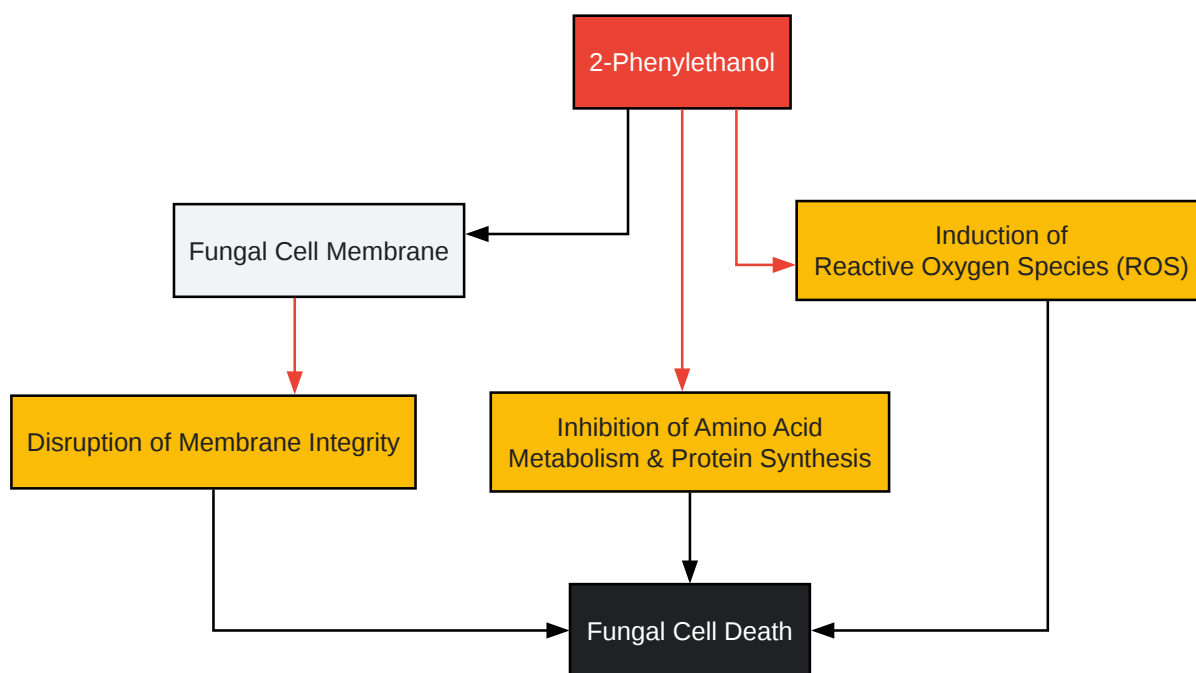 2-Phenylethanol
Fungal Cell Membrane
Induction of
Reactive Oxygen Species (ROS)
Disruption of Membrane Integrity
Inhibition of Amino Acid
Metabolism & Protein Synthesis
Fungal Cell Death